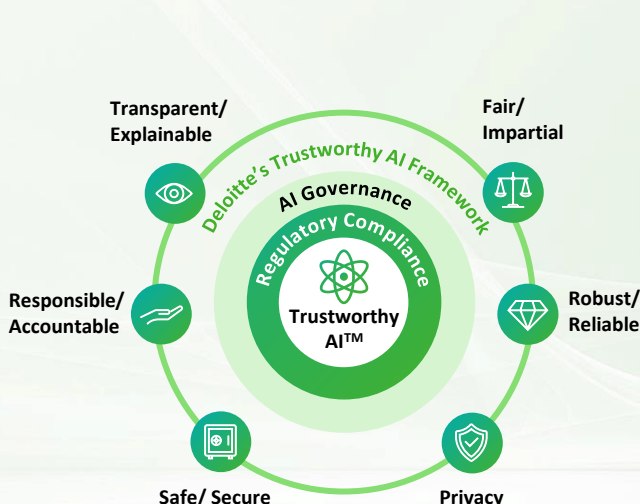 Transparent/
Explainable
Fair/
Impartial
Deloitte's Trustworthy AI Framework
AI Governance
Regulatory Compliance
Trustworthy
AI™
Responsible/
Accountable
Robust/
Reliable
Safe/ Secure
Privacy